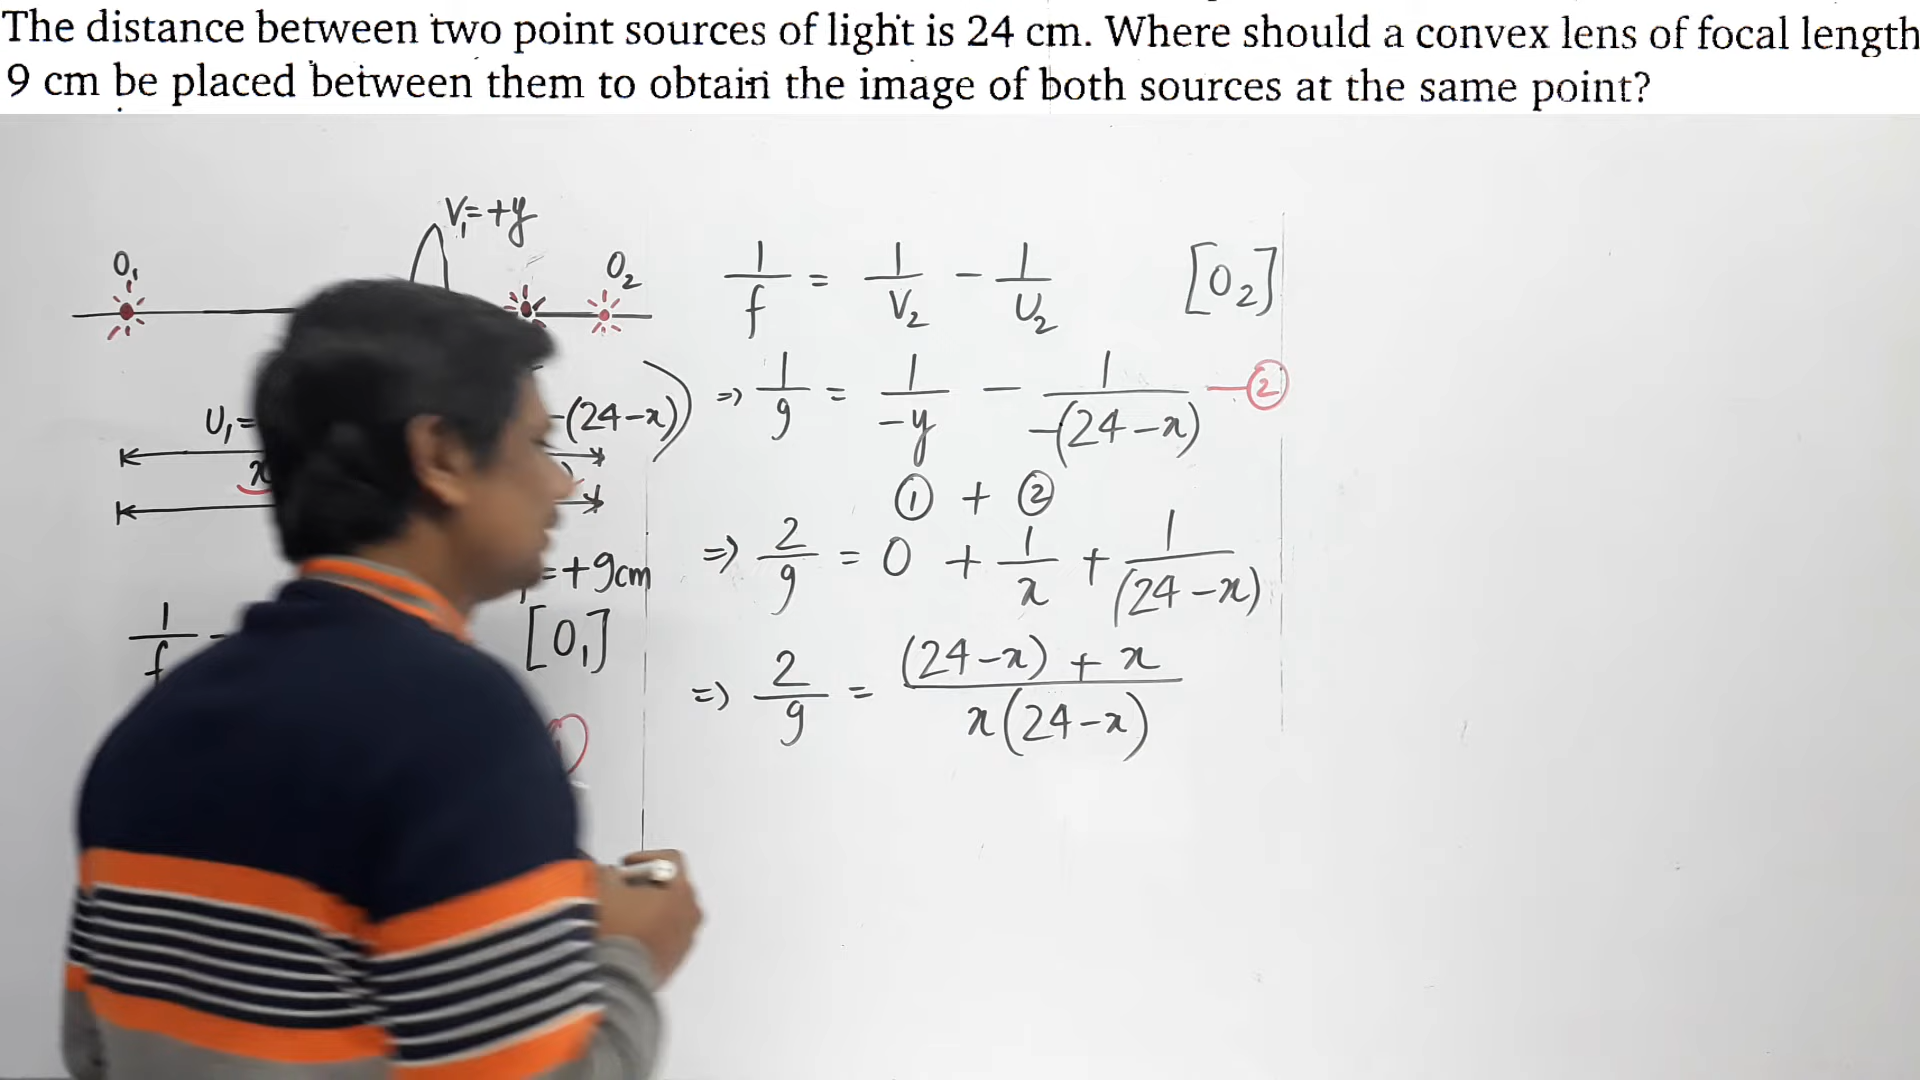 The distance between two point sources of light is 24 cm. Where should a convex lens of focal length
9 cm be placed between them to obtain the image of both sources at the same point?
V₁=+y
O₁
O₂
U₁=
-(24-x))
x
=+9cm
1/f
[O₁]
1
1/f = 1/V₂ - 1/U₂ [O₂]
=> 1/9 = 1/-y - 1/-(24-x) —②
① + ②
=> 2/9 = 0 + 1/x + 1/(24-x)
=> 2/9 = (24-x)+x / x(24-x)